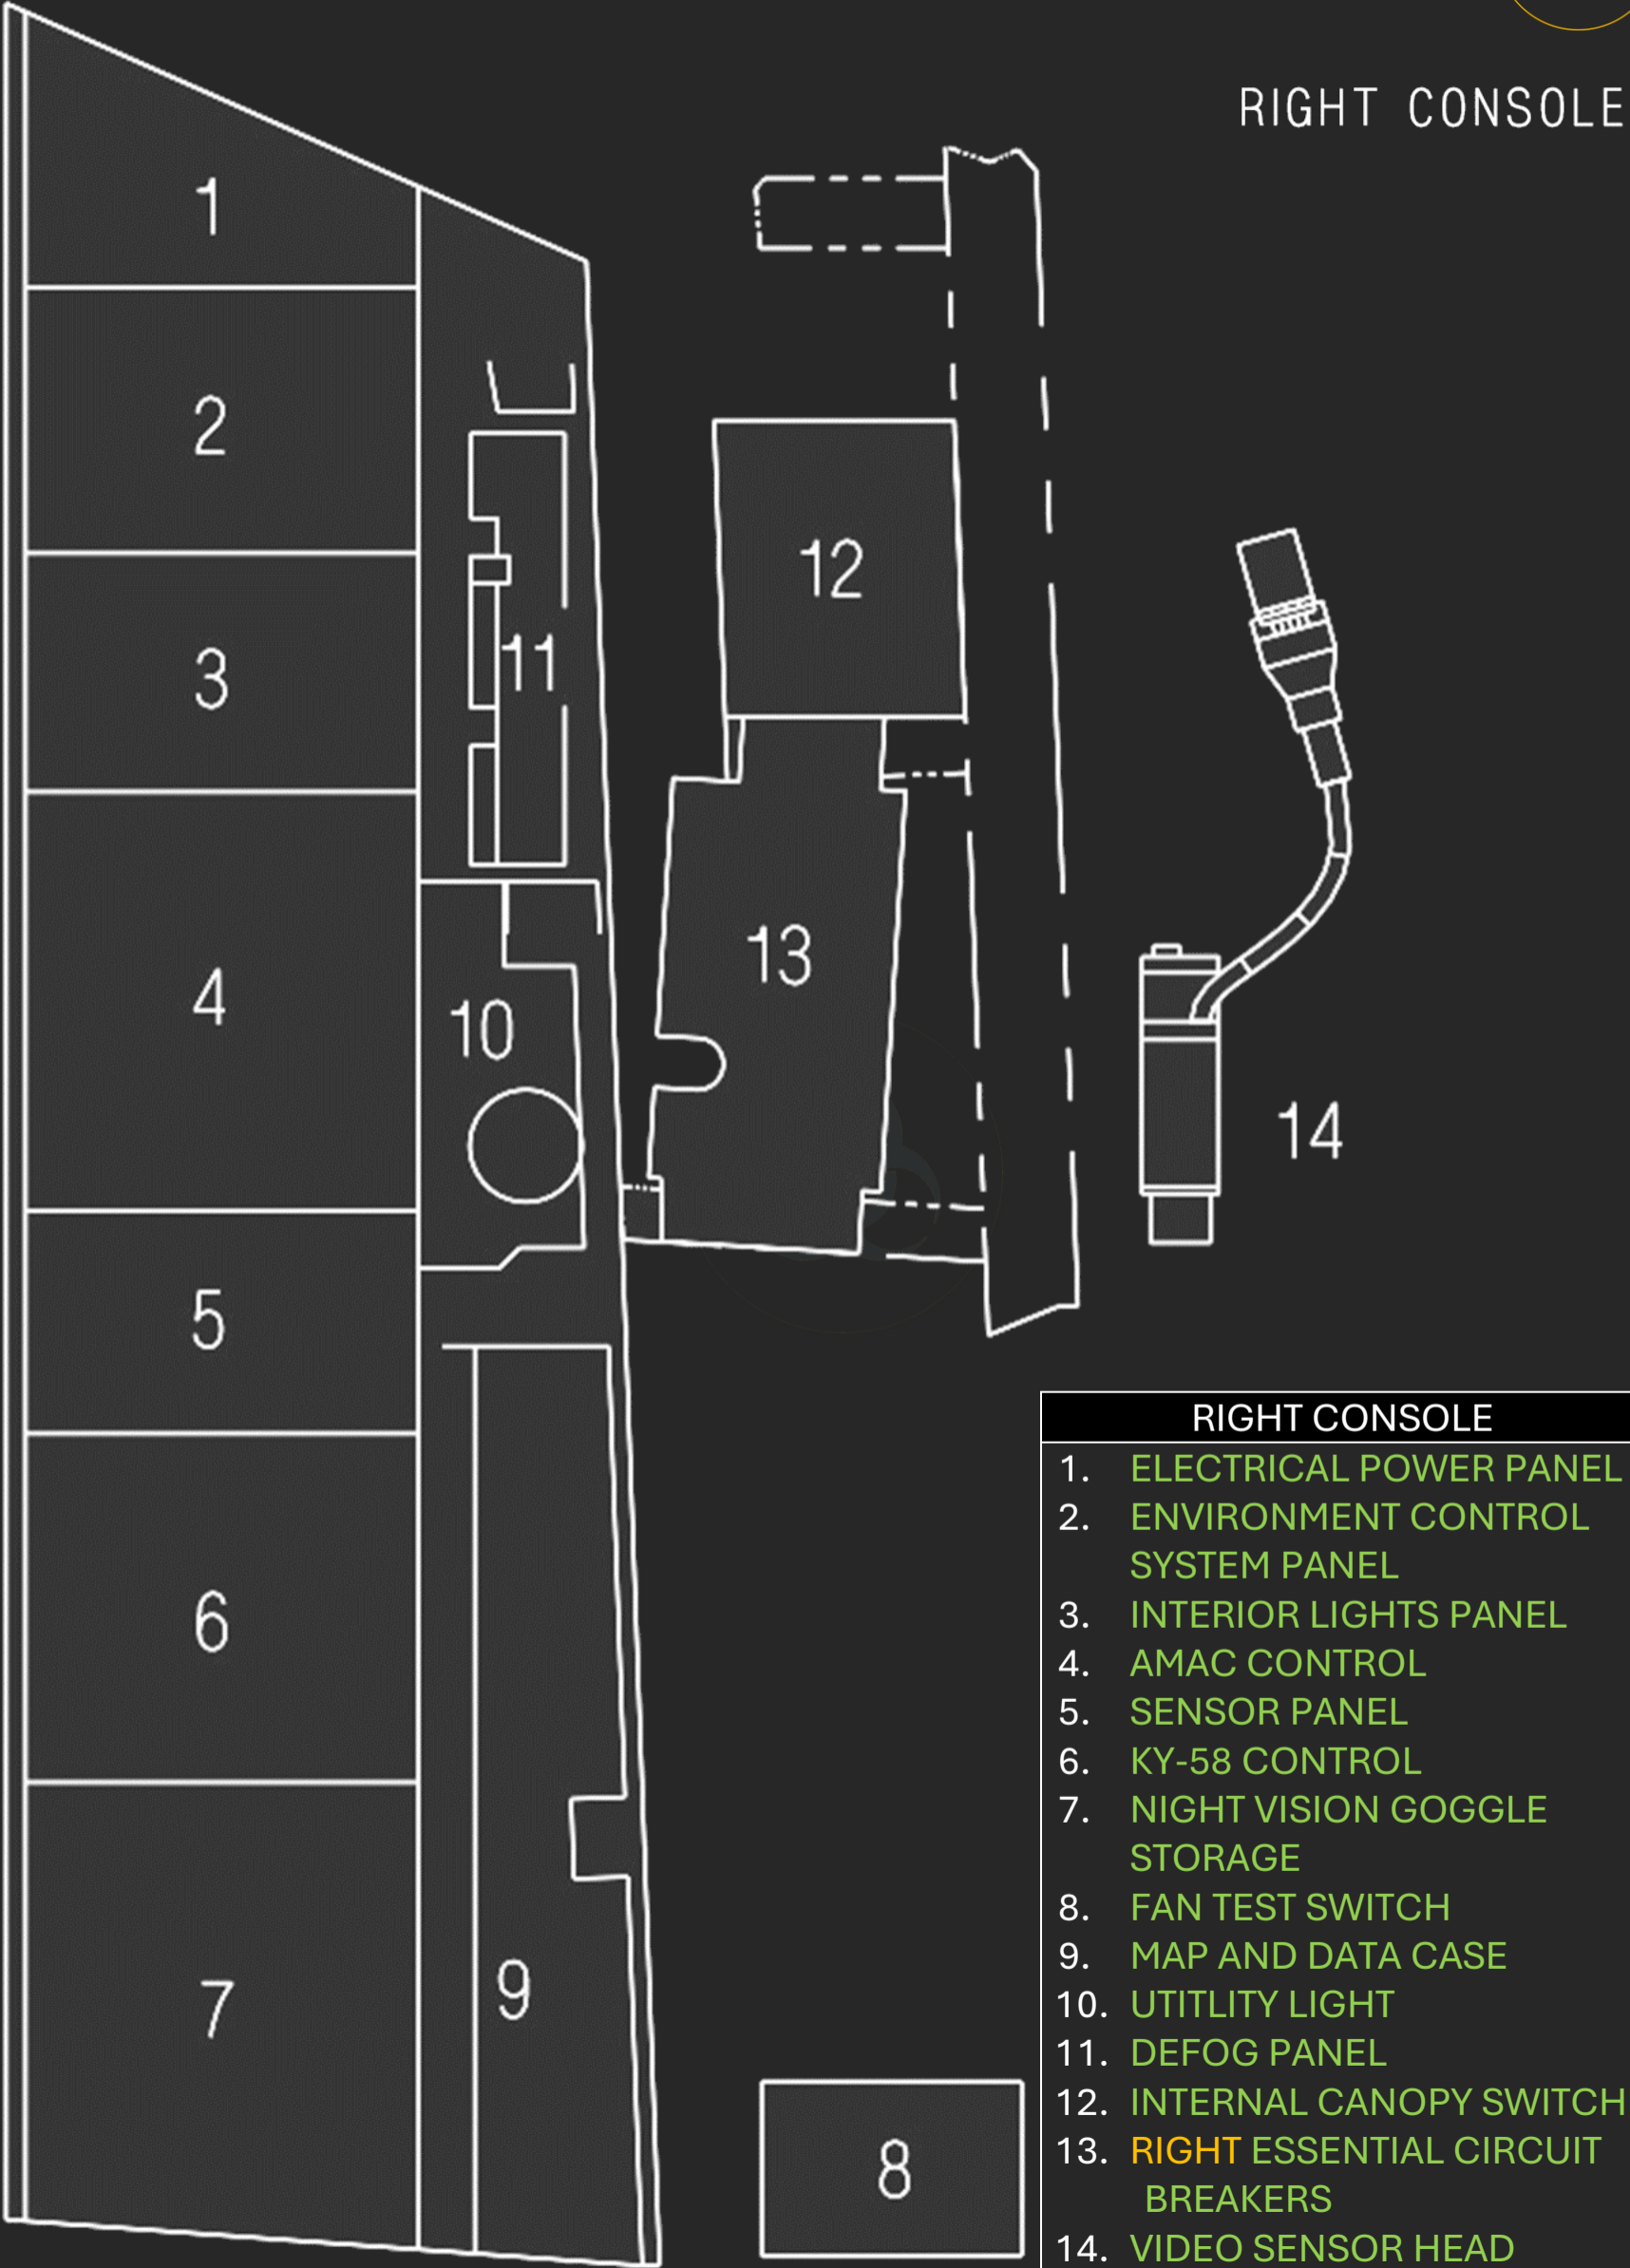 RIGHT CONSOLE
1
2
12
3
11
13
4
10
14
5
6
7
9
8
RIGHT CONSOLE
1. ELECTRICAL POWER PANEL
2. ENVIRONMENT CONTROL
SYSTEM PANEL
3. INTERIOR LIGHTS PANEL
4. AMAC CONTROL
5. SENSOR PANEL
6. KY-58 CONTROL
7. NIGHT VISION GOGGLE
STORAGE
8. FAN TEST SWITCH
9. MAP AND DATA CASE
10. UTITLITY LIGHT
11. DEFOG PANEL
12. INTERNAL CANOPY SWITCH
13. RIGHT ESSENTIAL CIRCUIT
BREAKERS
14. VIDEO SENSOR HEAD